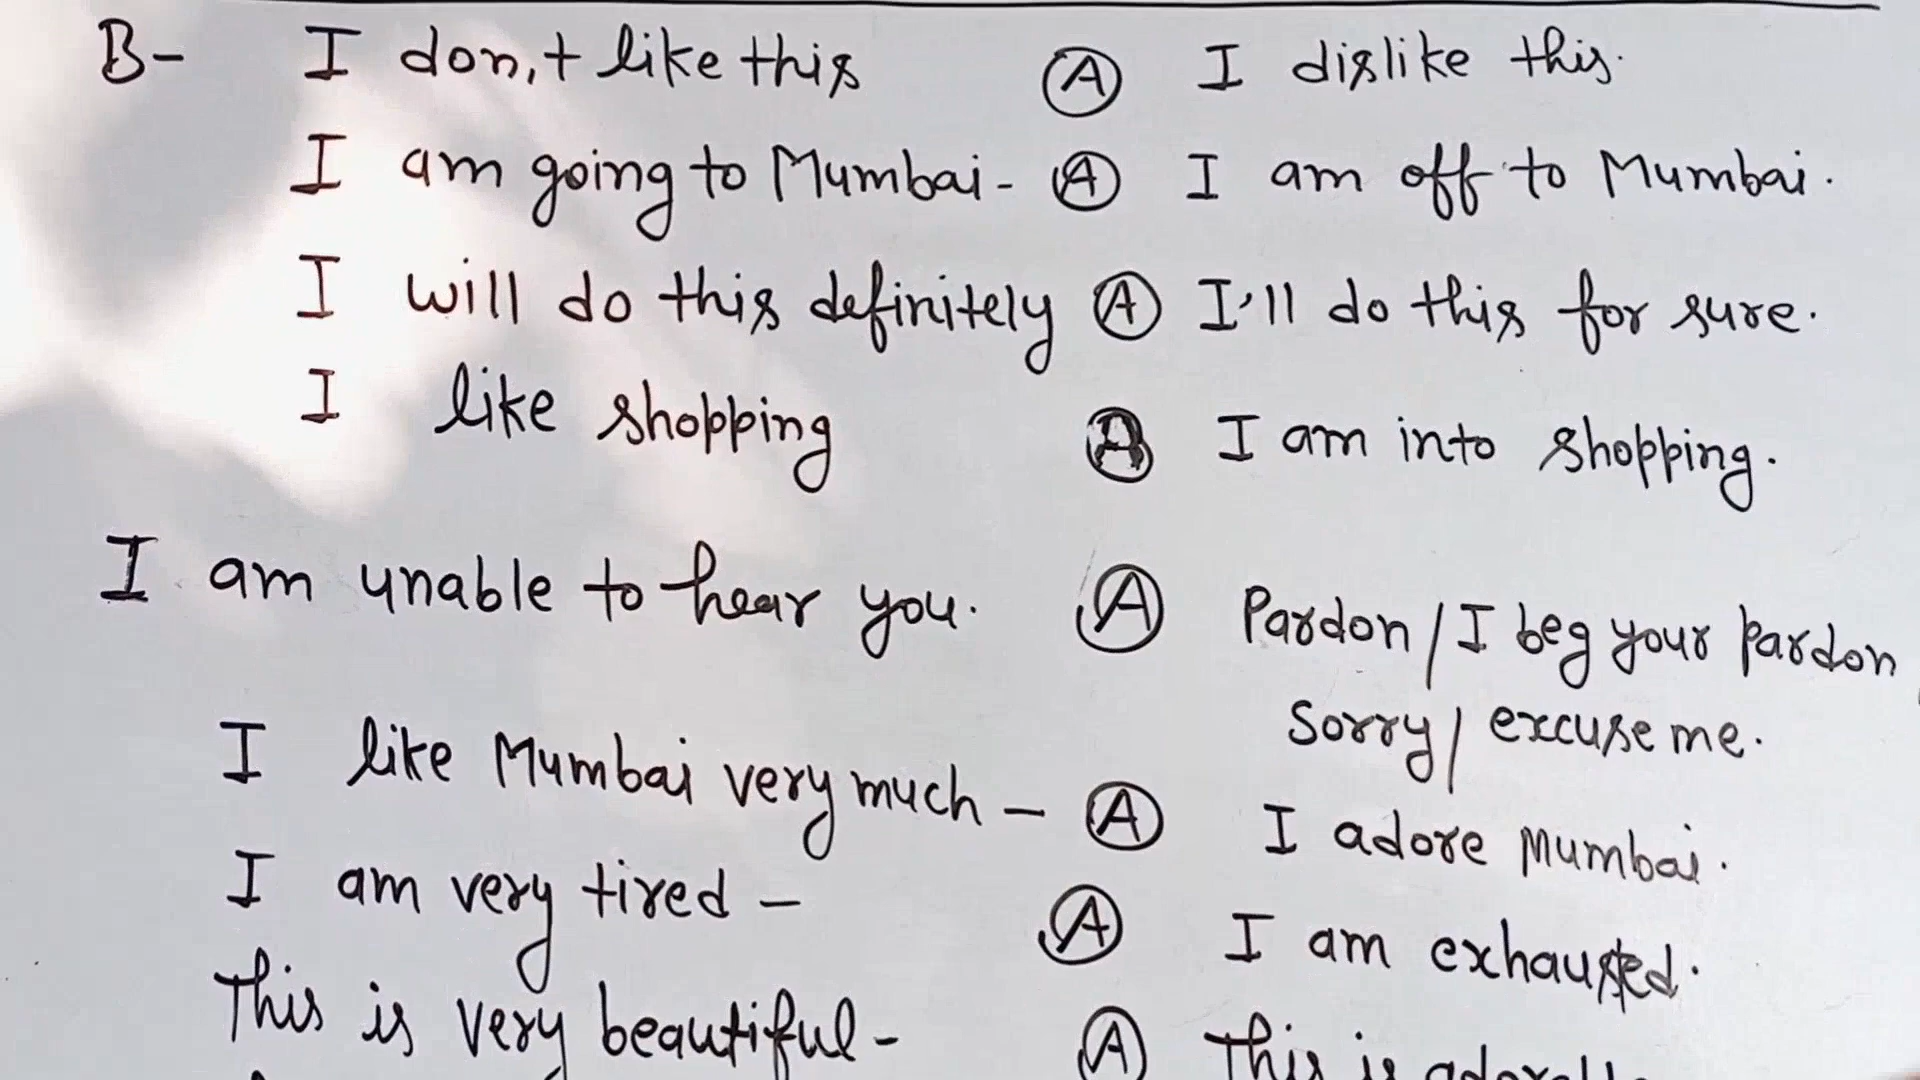 B- I don,t like this Ⓐ I dislike this.
I am going to Mumbai - Ⓐ I am off to Mumbai.
I will do this definitely Ⓐ I'll do this for sure.
I like shopping Ⓐ I am into shopping.
I am unable to hear you. Ⓐ Pardon / I beg your pardon
Sorry / excuse me.
I like Mumbai very much - Ⓐ I adore Mumbai.
I am very tired - Ⓐ I am exhausted.
This is very beautiful - Ⓐ This is